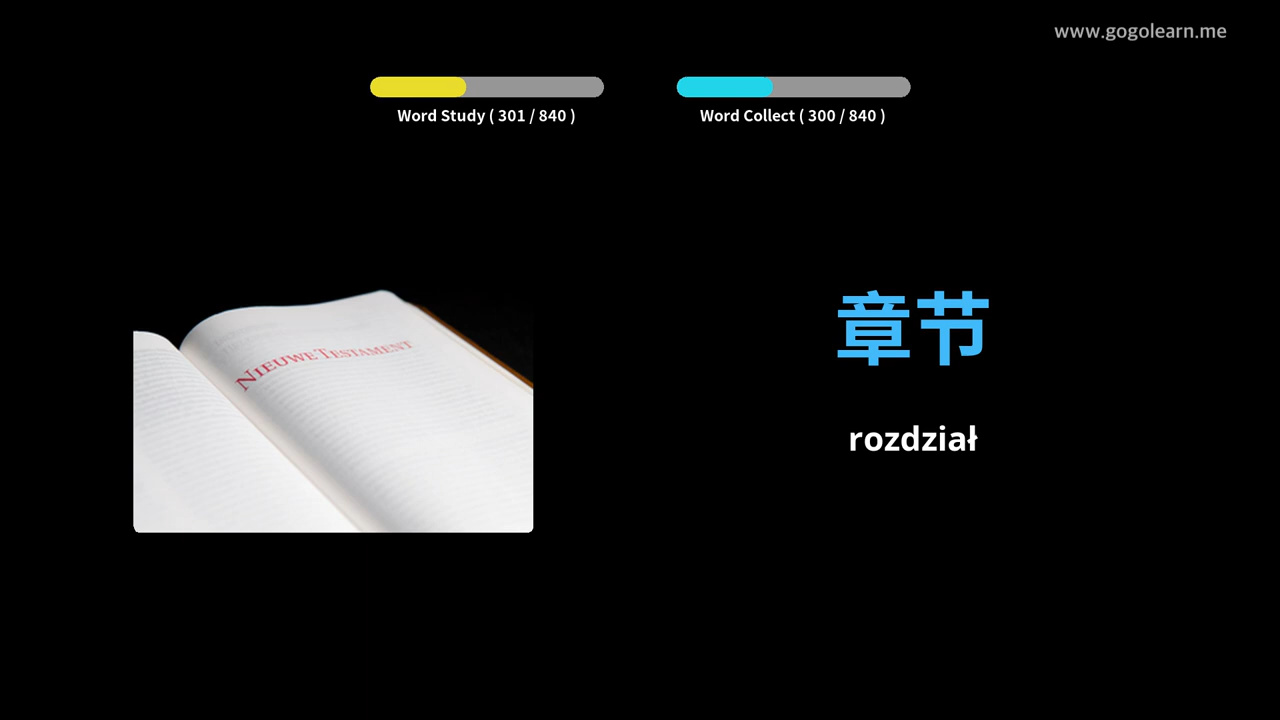 www.gogolearn.me
Word Study ( 301 / 840 )
Word Collect ( 300 / 840 )
NIEUWE TESTAMENT
章节
rozdział